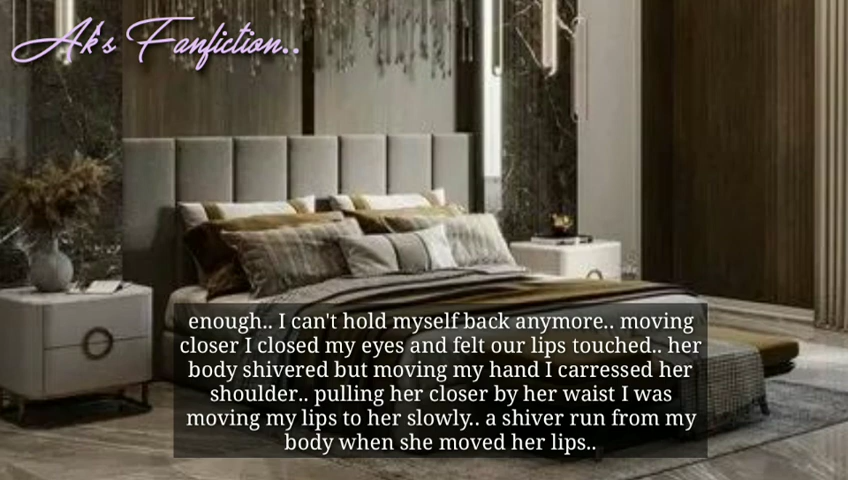 Ak's Fanfiction..
enough.. I can't hold myself back anymore.. moving
closer I closed my eyes and felt our lips touched.. her
body shivered but moving my hand I carressed her
shoulder.. pulling her closer by her waist I was
moving my lips to her slowly.. a shiver run from my
body when she moved her lips..